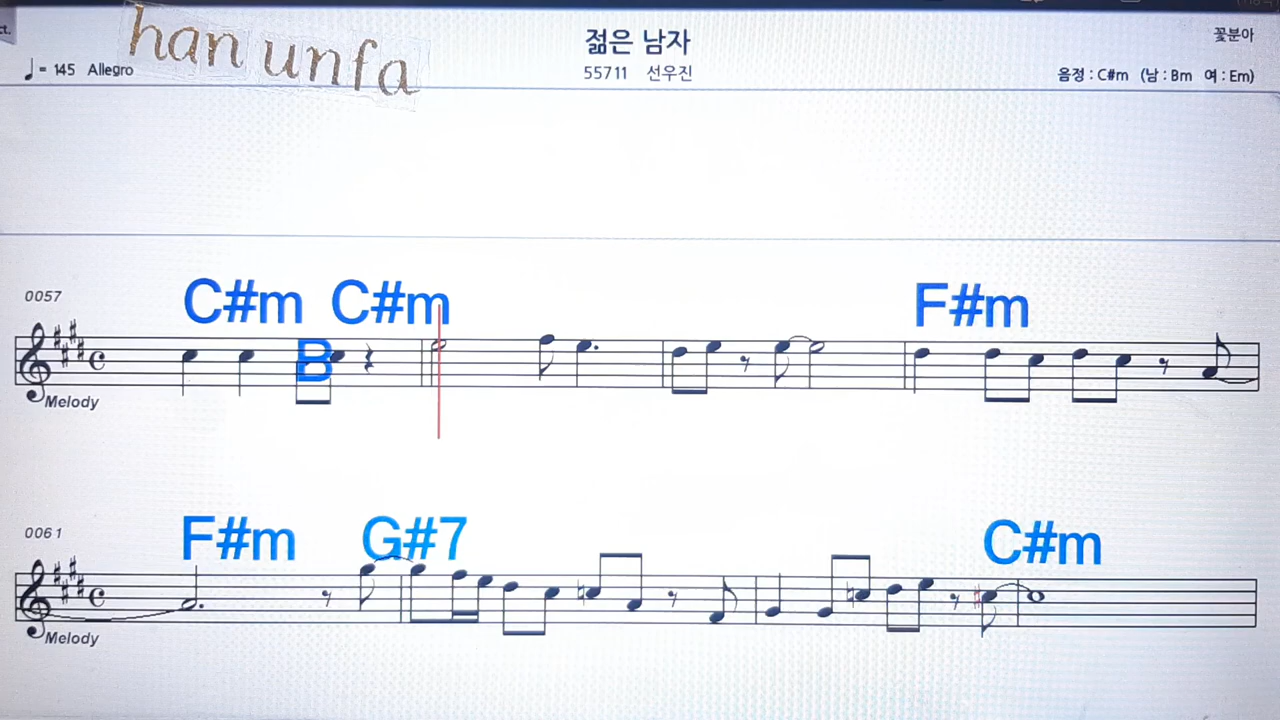 ct.
han unfa
젊은 남자
꽃분아
♩= 145 Allegro
55711 선우진
음정 : C#m (남 : Bm 여 : Em)
0057
C#m C#m F#m
B
Melody
0061
F#m G#7 C#m
Melody